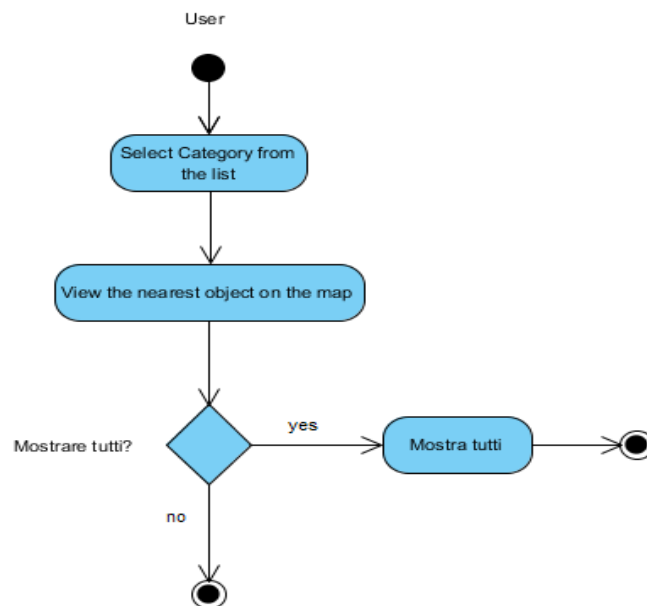 User
Select Category from
the list
View the nearest object on the map
Mostrare tutti?
yes
Mostra tutti
no